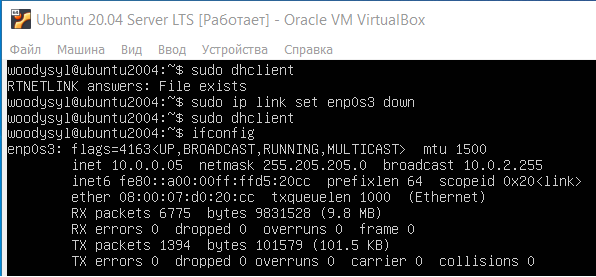 Ubuntu 20.04 Server LTS [Работает] - Oracle VM VirtualBox
Файл Машина Вид Ввод Устройства Справка
woodysyl@ubuntu2004:~$ sudo dhclient
RTNETLINK answers: File exists
woodysyl@ubuntu2004:~$ sudo ip link set enp0s3 down
woodysyl@ubuntu2004:~$ sudo dhclient
woodysyl@ubuntu2004:~$ ifconfig
enp0s3: flags=4163<UP,BROADCAST,RUNNING,MULTICAST> mtu 1500
inet 10.0.0.05 netmask 255.205.205.0 broadcast 10.0.2.255
inet6 fe80::a00:00ff:ffd5:20cc prefixlen 64 scopeid 0x20<link>
ether 08:00:07:d0:20:cc txqueuelen 1000 (Ethernet)
RX packets 6775 bytes 9831528 (9.8 MB)
RX errors 0 dropped 0 overruns 0 frame 0
TX packets 1394 bytes 101579 (101.5 KB)
TX errors 0 dropped 0 overruns 0 carrier 0 collisions 0